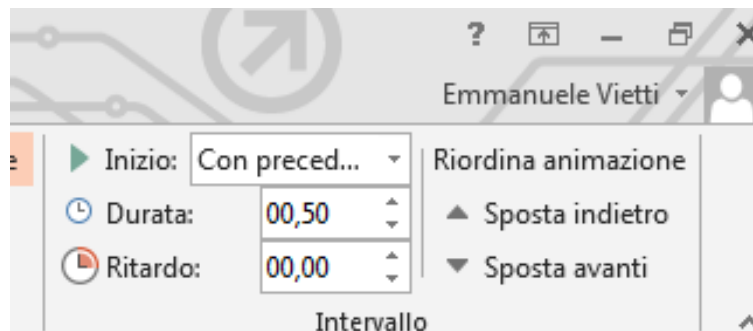 ?
Emmanuele Vietti
e
Inizio: Con preced...
Durata: 00,50
Ritardo: 00,00
Riordina animazione
Sposta indietro
Sposta avanti
Intervallo